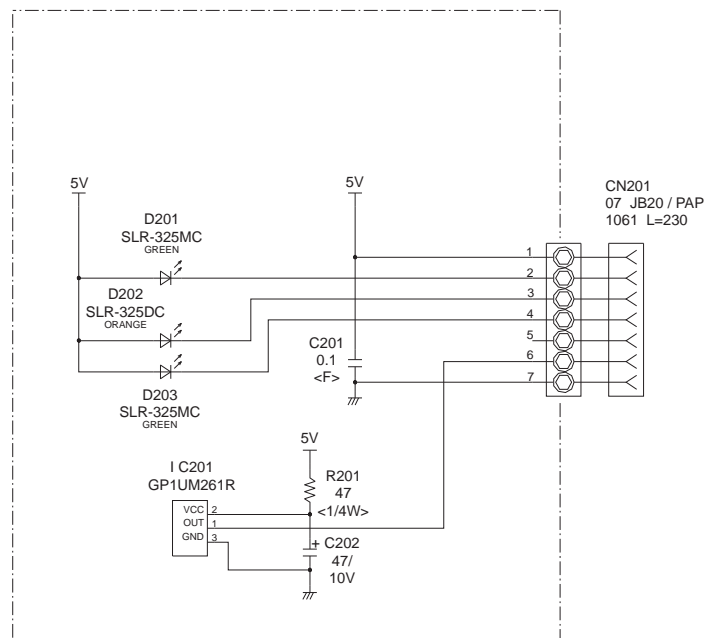 5V
5V
CN201
07 JB20 / PAP
1061 L=230
D201
SLR-325MC
GREEN
D202
SLR-325DC
ORANGE
D203
SLR-325MC
GREEN
C201
0.1
<F>
1
2
3
4
5
6
7
5V
I C201
GP1UM261R
VCC 2
OUT 1
GND 3
R201
47
<1/4W>
+ C202
47/
10V